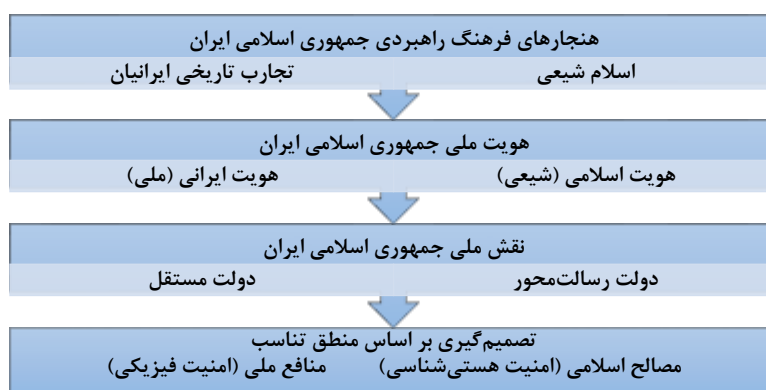 هنجارهای فرهنگ راهبردی جمهوری اسلامی ایران
اسلام شیعی تجارب تاریخی ایرانیان
هویت ملی جمهوری اسلامی ایران
هویت اسلامی (شیعی) هویت ایرانی (ملی)
نقش ملی جمهوری اسلامی ایران
دولت رسالت‌محور دولت مستقل
تصمیم‌گیری بر اساس منطق تناسب
مصالح اسلامی (امنیت هستی‌شناسی) منافع ملی (امنیت فیزیکی)